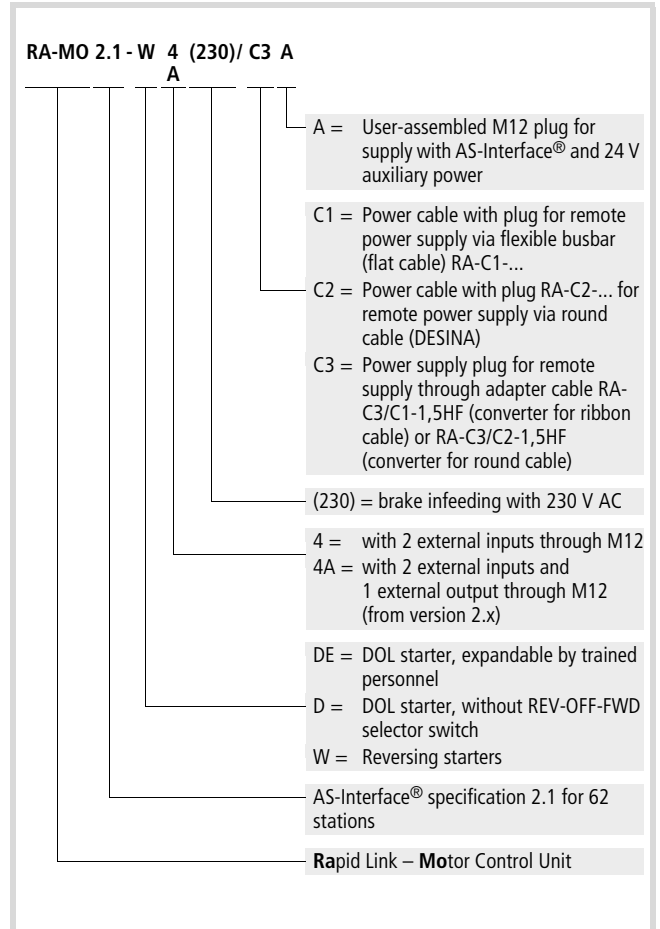 RA-MO 2.1 - W 4 (230)/ C3 A
A
A = User-assembled M12 plug for
supply with AS-Interface® and 24 V
auxiliary power
C1 = Power cable with plug for remote
power supply via flexible busbar
(flat cable) RA-C1-...
C2 = Power cable with plug RA-C2-... for
remote power supply via round
cable (DESINA)
C3 = Power supply plug for remote
supply through adapter cable RA-
C3/C1-1,5HF (converter for ribbon
cable) or RA-C3/C2-1,5HF
(converter for round cable)
(230) = brake infeeding with 230 V AC
4 = with 2 external inputs through M12
4A = with 2 external inputs and
1 external output through M12
(from version 2.x)
DE = DOL starter, expandable by trained
personnel
D = DOL starter, without REV-OFF-FWD
selector switch
W = Reversing starters
AS-Interface® specification 2.1 for 62
stations
Rapid Link – Motor Control Unit